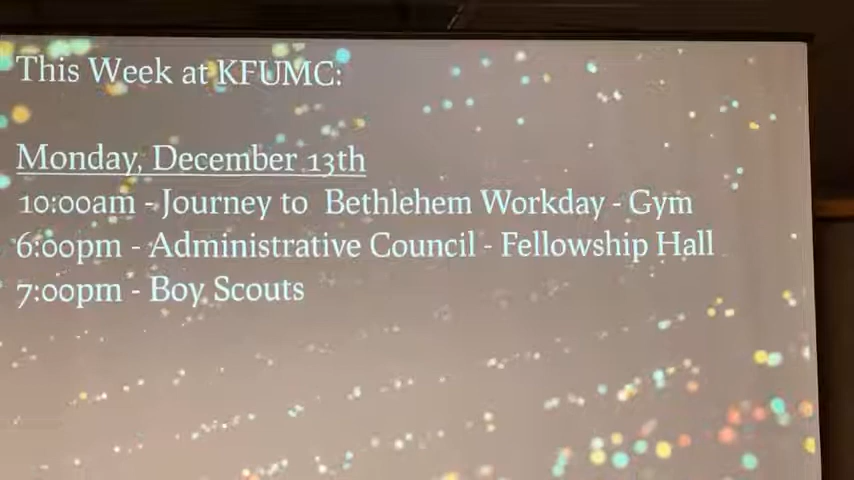 This Week at KFUMC:
Monday, December 13th
10:00am - Journey to Bethlehem Workday - Gym
6:00pm - Administrative Council - Fellowship Hall
7:00pm - Boy Scouts